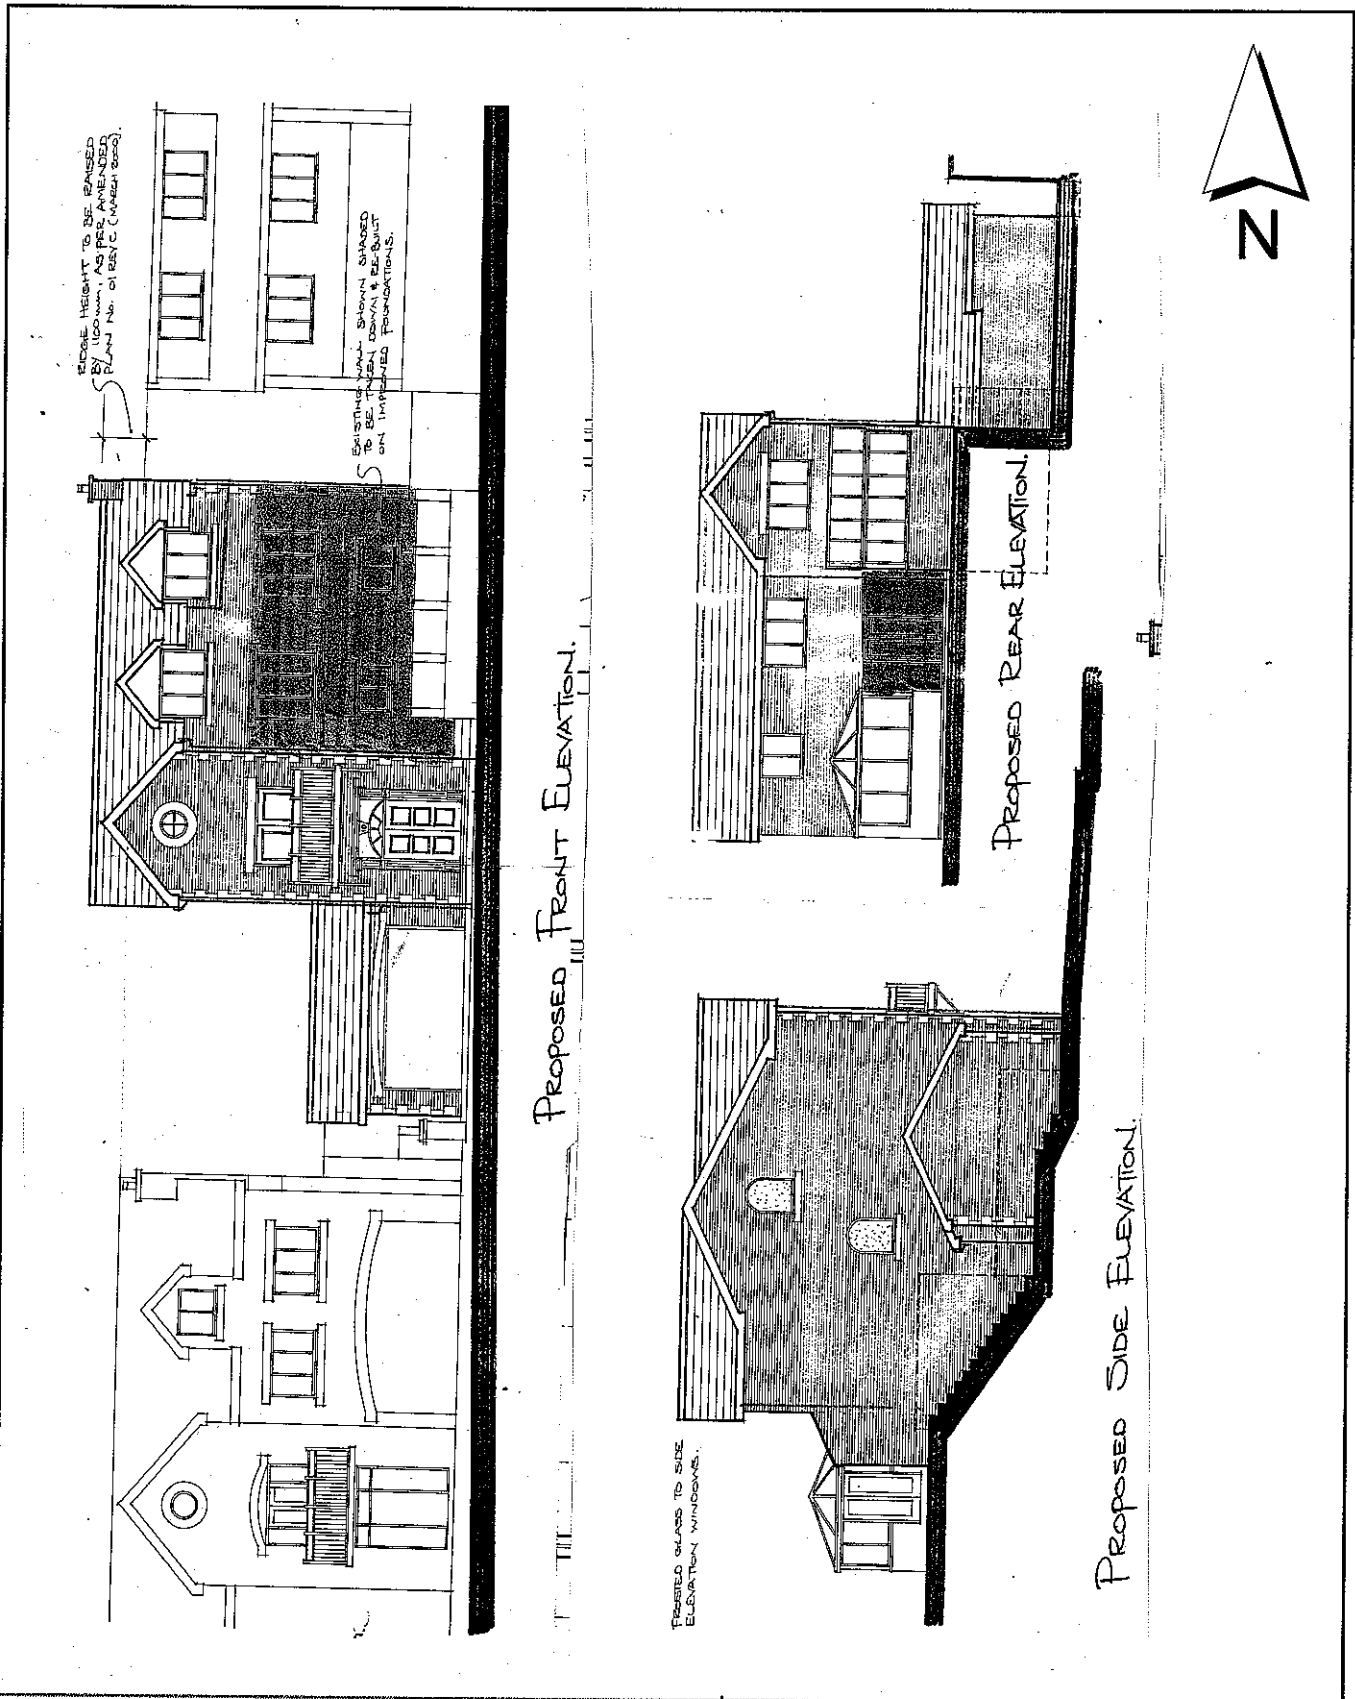 RIDGE HEIGHT TO BE RAISED
BY 1100mm, AS PER AMENDED
PLAN No. 01 REV C (MARCH 2000).
EXISTING WALL SHOWN SHADED
TO BE TAKEN DOWN & RE-BUILT
ON IMPROVED FOUNDATIONS.
PROPOSED FRONT ELEVATION.
N
PROPOSED REAR ELEVATION.
FROSTED GLASS TO SIDE
ELEVATION WINDOWS.
PROPOSED SIDE ELEVATION.